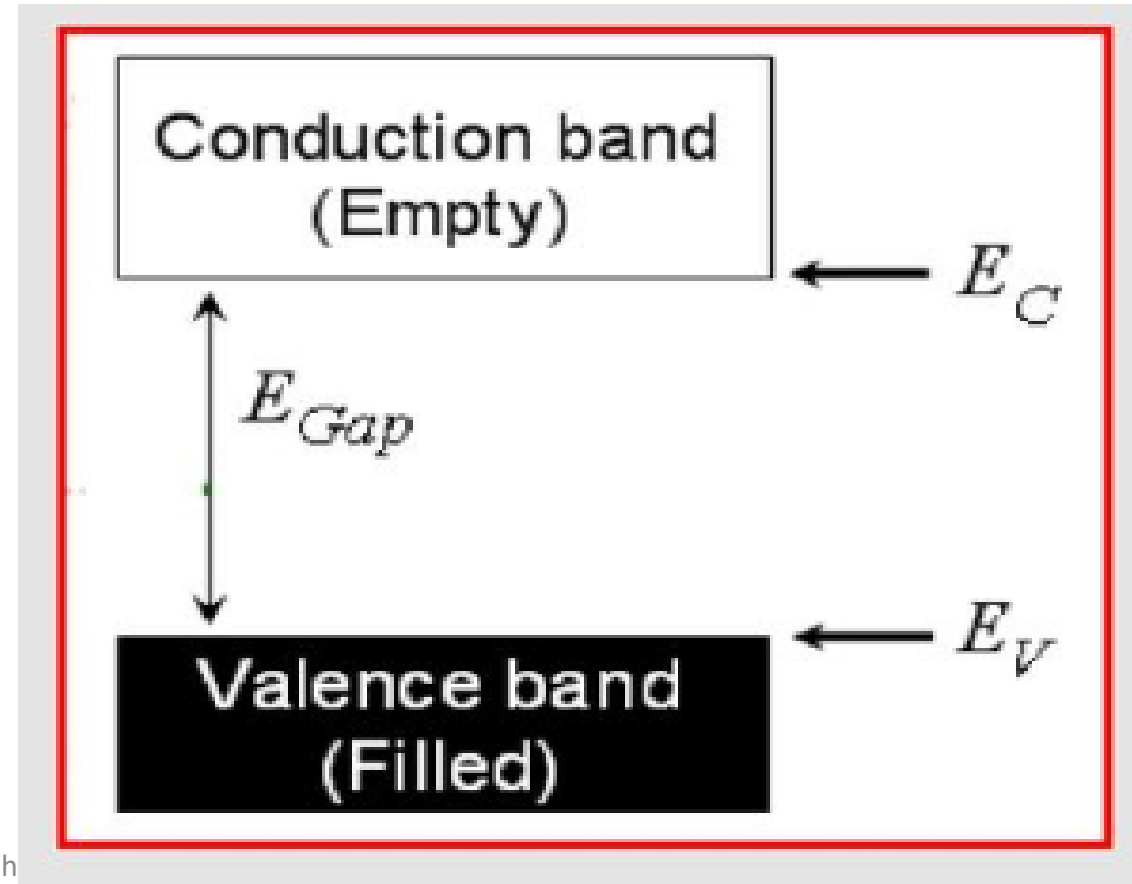 Conduction band
(Empty)
E_C
E_Gap
E_V
Valence band
(Filled)
h